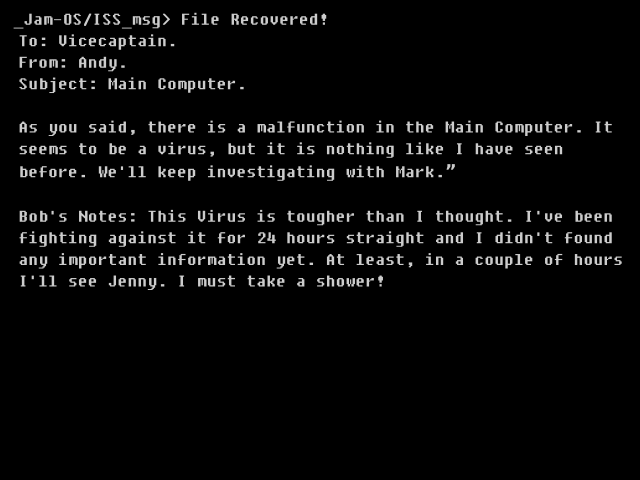 _Jam-OS/ISS_msg> File Recovered!
To: Vicecaptain.
From: Andy.
Subject: Main Computer.
As you said, there is a malfunction in the Main Computer. It
seems to be a virus, but it is nothing like I have seen
before. We'll keep investigating with Mark.”
Bob's Notes: This Virus is tougher than I thought. I've been
fighting against it for 24 hours straight and I didn't found
any important information yet. At least, in a couple of hours
I'll see Jenny. I must take a shower!